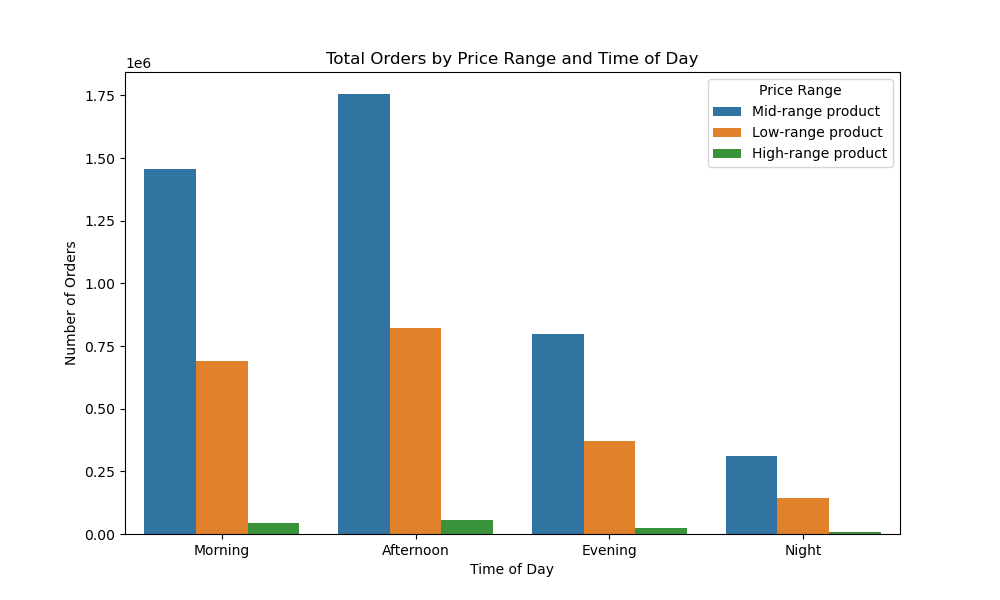 Total Orders by Price Range and Time of Day
1e6
1.75
1.50
1.25
1.00
0.75
0.50
0.25
0.00
Number of Orders
Price Range
Mid-range product
Low-range product
High-range product
Morning Afternoon Evening Night
Time of Day